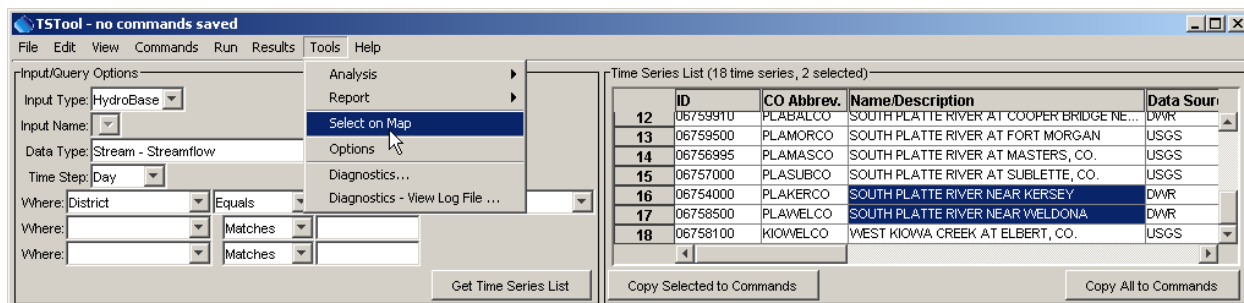 TSTool - no commands saved
File Edit View Commands Run Results Tools Help
Input/Query Options
Input Type: HydroBase
Input Name:
Data Type: Stream - Streamflow
Time Step: Day
Where: District Equals
Where: Matches
Where: Matches
Get Time Series List
Analysis
Report
Select on Map
Options
Diagnostics...
Diagnostics - View Log File ...
Time Series List (18 time series, 2 selected)
ID CO Abbrev. Name/Description Data Sour
12 06759910 PLABALCO SOUTH PLATTE RIVER AT COOPER BRIDGE NE... DWR
13 06759500 PLAMORCO SOUTH PLATTE RIVER AT FORT MORGAN USGS
14 06756995 PLAMASCO SOUTH PLATTE RIVER AT MASTERS, CO. USGS
15 06757000 PLASUBCO SOUTH PLATTE RIVER AT SUBLETTE, CO. USGS
16 06754000 PLAKERCO SOUTH PLATTE RIVER NEAR KERSEY DWR
17 06758500 PLAWELCO SOUTH PLATTE RIVER NEAR WELDONA DWR
18 06758100 KIOWELCO WEST KIOWA CREEK AT ELBERT, CO. USGS
Copy Selected to Commands Copy All to Commands